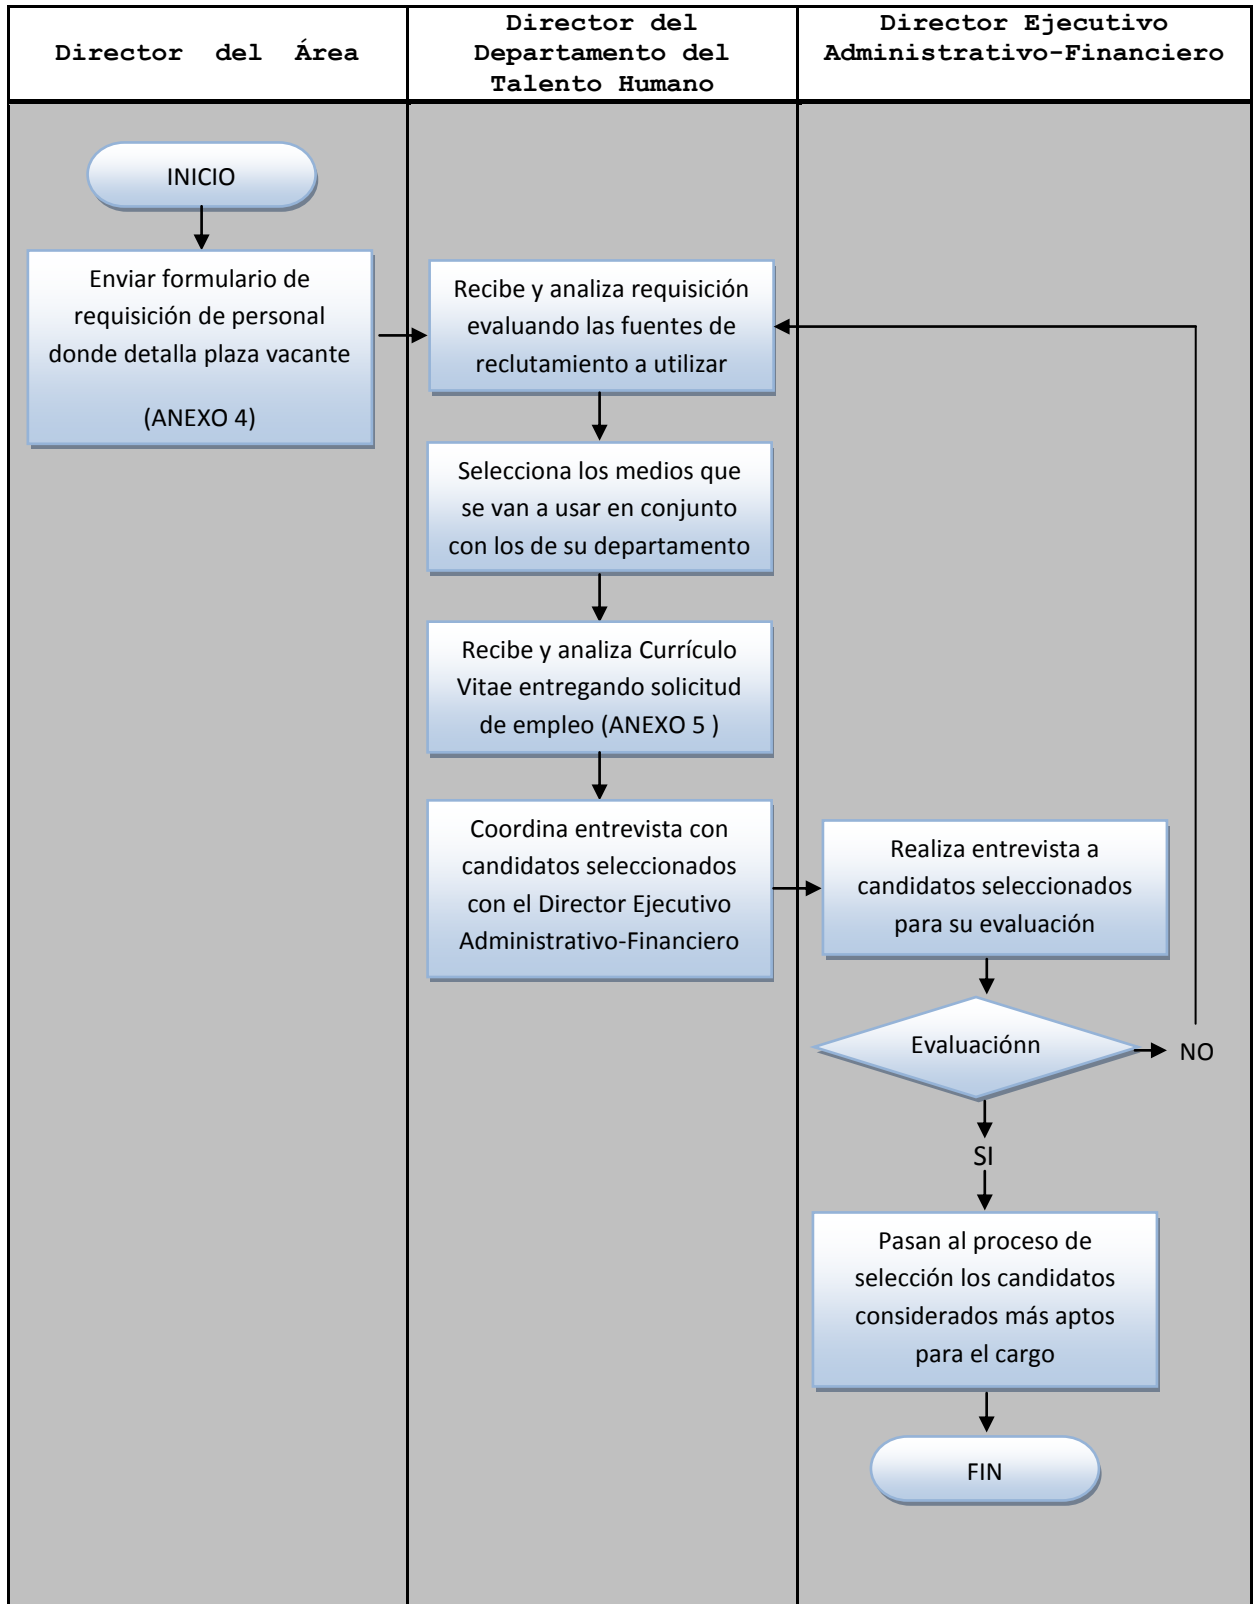 Director del Área
Director del
Departamento del
Talento Humano
Director Ejecutivo
Administrativo-Financiero
INICIO
Enviar formulario de
requisición de personal
donde detalla plaza vacante
(ANEXO 4)
Recibe y analiza requisición
evaluando las fuentes de
reclutamiento a utilizar
Selecciona los medios que
se van a usar en conjunto
con los de su departamento
Recibe y analiza Currículo
Vitae entregando solicitud
de empleo (ANEXO 5 )
Coordina entrevista con
candidatos seleccionados
con el Director Ejecutivo
Administrativo-Financiero
Realiza entrevista a
candidatos seleccionados
para su evaluación
Evaluaciónn
NO
SI
Pasan al proceso de
selección los candidatos
considerados más aptos
para el cargo
FIN